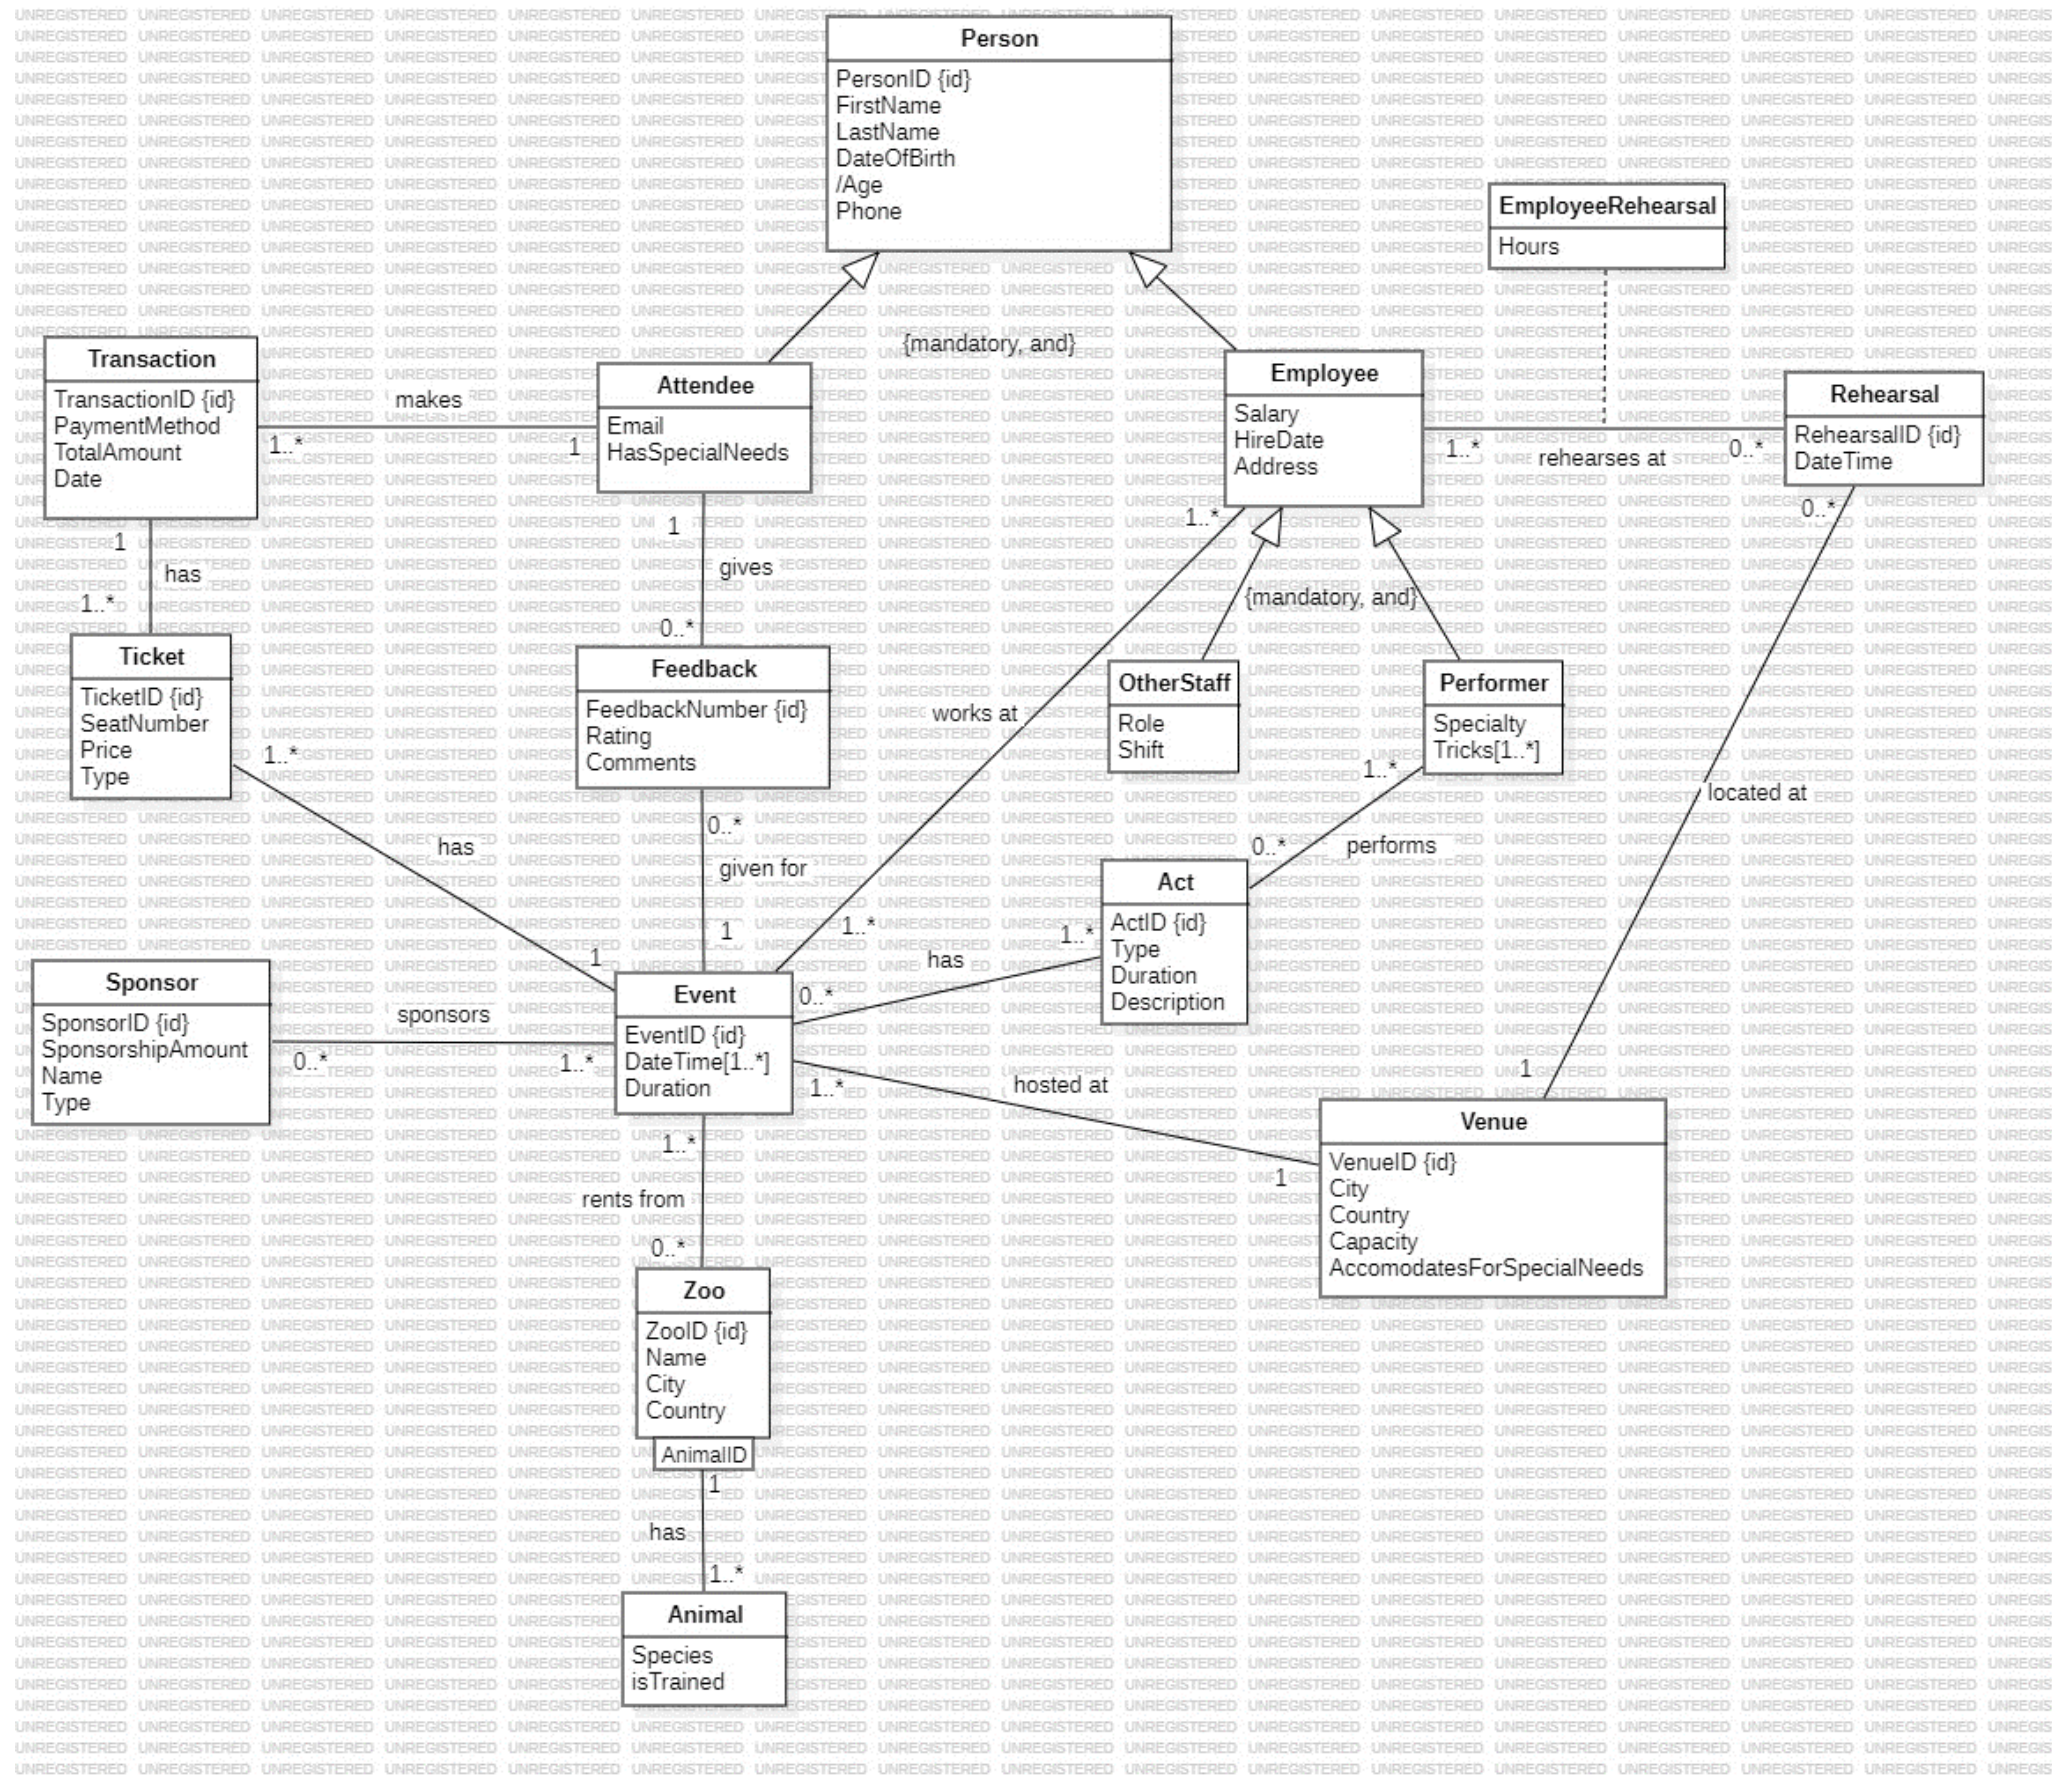 Person
PersonID {id}
FirstName
LastName
DateOfBirth
/Age
Phone
EmployeeRehearsal
Hours
{mandatory, and}
Transaction
TransactionID {id}
PaymentMethod
TotalAmount
Date
makes
1..*
1
Attendee
Email
HasSpecialNeeds
Employee
Salary
HireDate
Address
1..*
rehearses at
0..*
Rehearsal
RehearsalID {id}
DateTime
1
has
1..*
1
gives
0..*
1..*
{mandatory, and}
0..*
Ticket
TicketID {id}
SeatNumber
Price
Type
Feedback
FeedbackNumber {id}
Rating
Comments
works at
OtherStaff
Role
Shift
Performer
Specialty
Tricks[1..*]
located at
1..*
has
1
0..*
given for
1
1..*
1..*
performs
0..*
Act
ActID {id}
Type
Duration
Description
1..*
has
0..*
Sponsor
SponsorID {id}
SponsorshipAmount
Name
Type
sponsors
0..*
1..*
Event
EventID {id}
DateTime[1..*]
Duration
1..*
hosted at
1
1
Venue
VenueID {id}
City
Country
Capacity
AccomodatesForSpecialNeeds
1..*
rents from
0..*
Zoo
ZooID {id}
Name
City
Country
AnimalID
1
has
1..*
Animal
Species
isTrained
UNREGISTERED